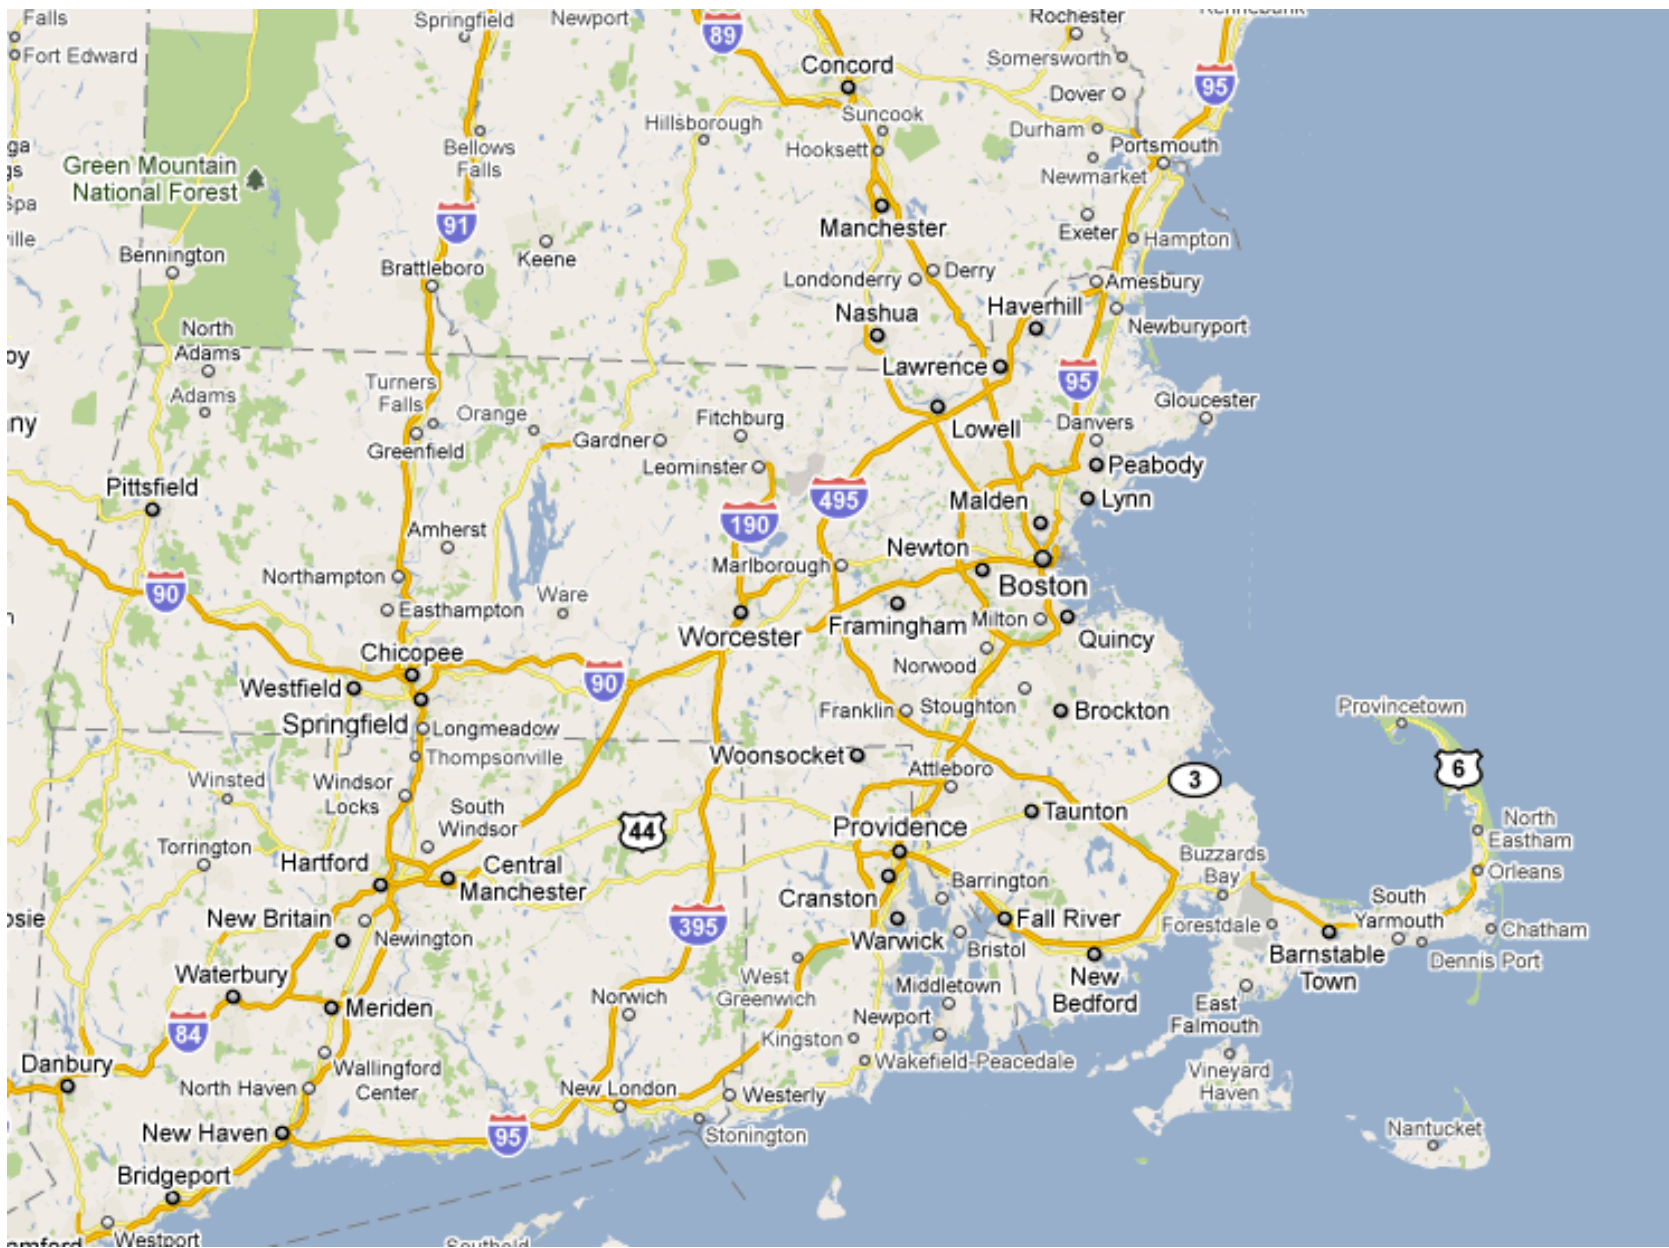 Falls
Springfield
Newport
Rochester
89
Fort Edward
Concord
Somersworth
95
Dover
Suncook
Hillsborough
Durham
Hooksett
Portsmouth
Bellows
Falls
Green Mountain
National Forest
Newmarket
Spa
91
Manchester
Exeter
Hampton
Bennington
Keene
Brattleboro
Londonderry
Derry
Amesbury
Haverhill
Nashua
Newburyport
North
Adams
Lawrence
95
Turners
Falls
Adams
Gloucester
Orange
Fitchburg
Danvers
Lowell
Gardner
Greenfield
Leominster
Peabody
Pittsfield
495
Malden
Lynn
190
Amherst
Newton
Marlborough
Northampton
Boston
90
Ware
Easthampton
Milton
Framingham
Worcester
Quincy
Chicopee
Norwood
90
Westfield
Provincetown
Franklin
Stoughton
Brockton
Springfield
Longmeadow
Woonsocket
Thompsonville
Attleboro
6
Winsted
Windsor
Locks
3
South
Windsor
Taunton
North
Eastham
44
Providence
Torrington
Hartford
Central
Manchester
Buzzards
Bay
Orleans
Barrington
Cranston
South
Yarmouth
New Britain
395
Fall River
Forestdale
Chatham
Newington
Warwick
Bristol
Barnstable
Town
Dennis Port
Waterbury
West
Greenwich
New
Bedford
Middletown
Norwich
Meriden
East
Falmouth
Newport
84
Kingston
Danbury
Wakefield-Peacedale
Wallingford
Center
Vineyard
Haven
North Haven
New London
Westerly
New Haven
95
Stonington
Nantucket
Bridgeport
Westport